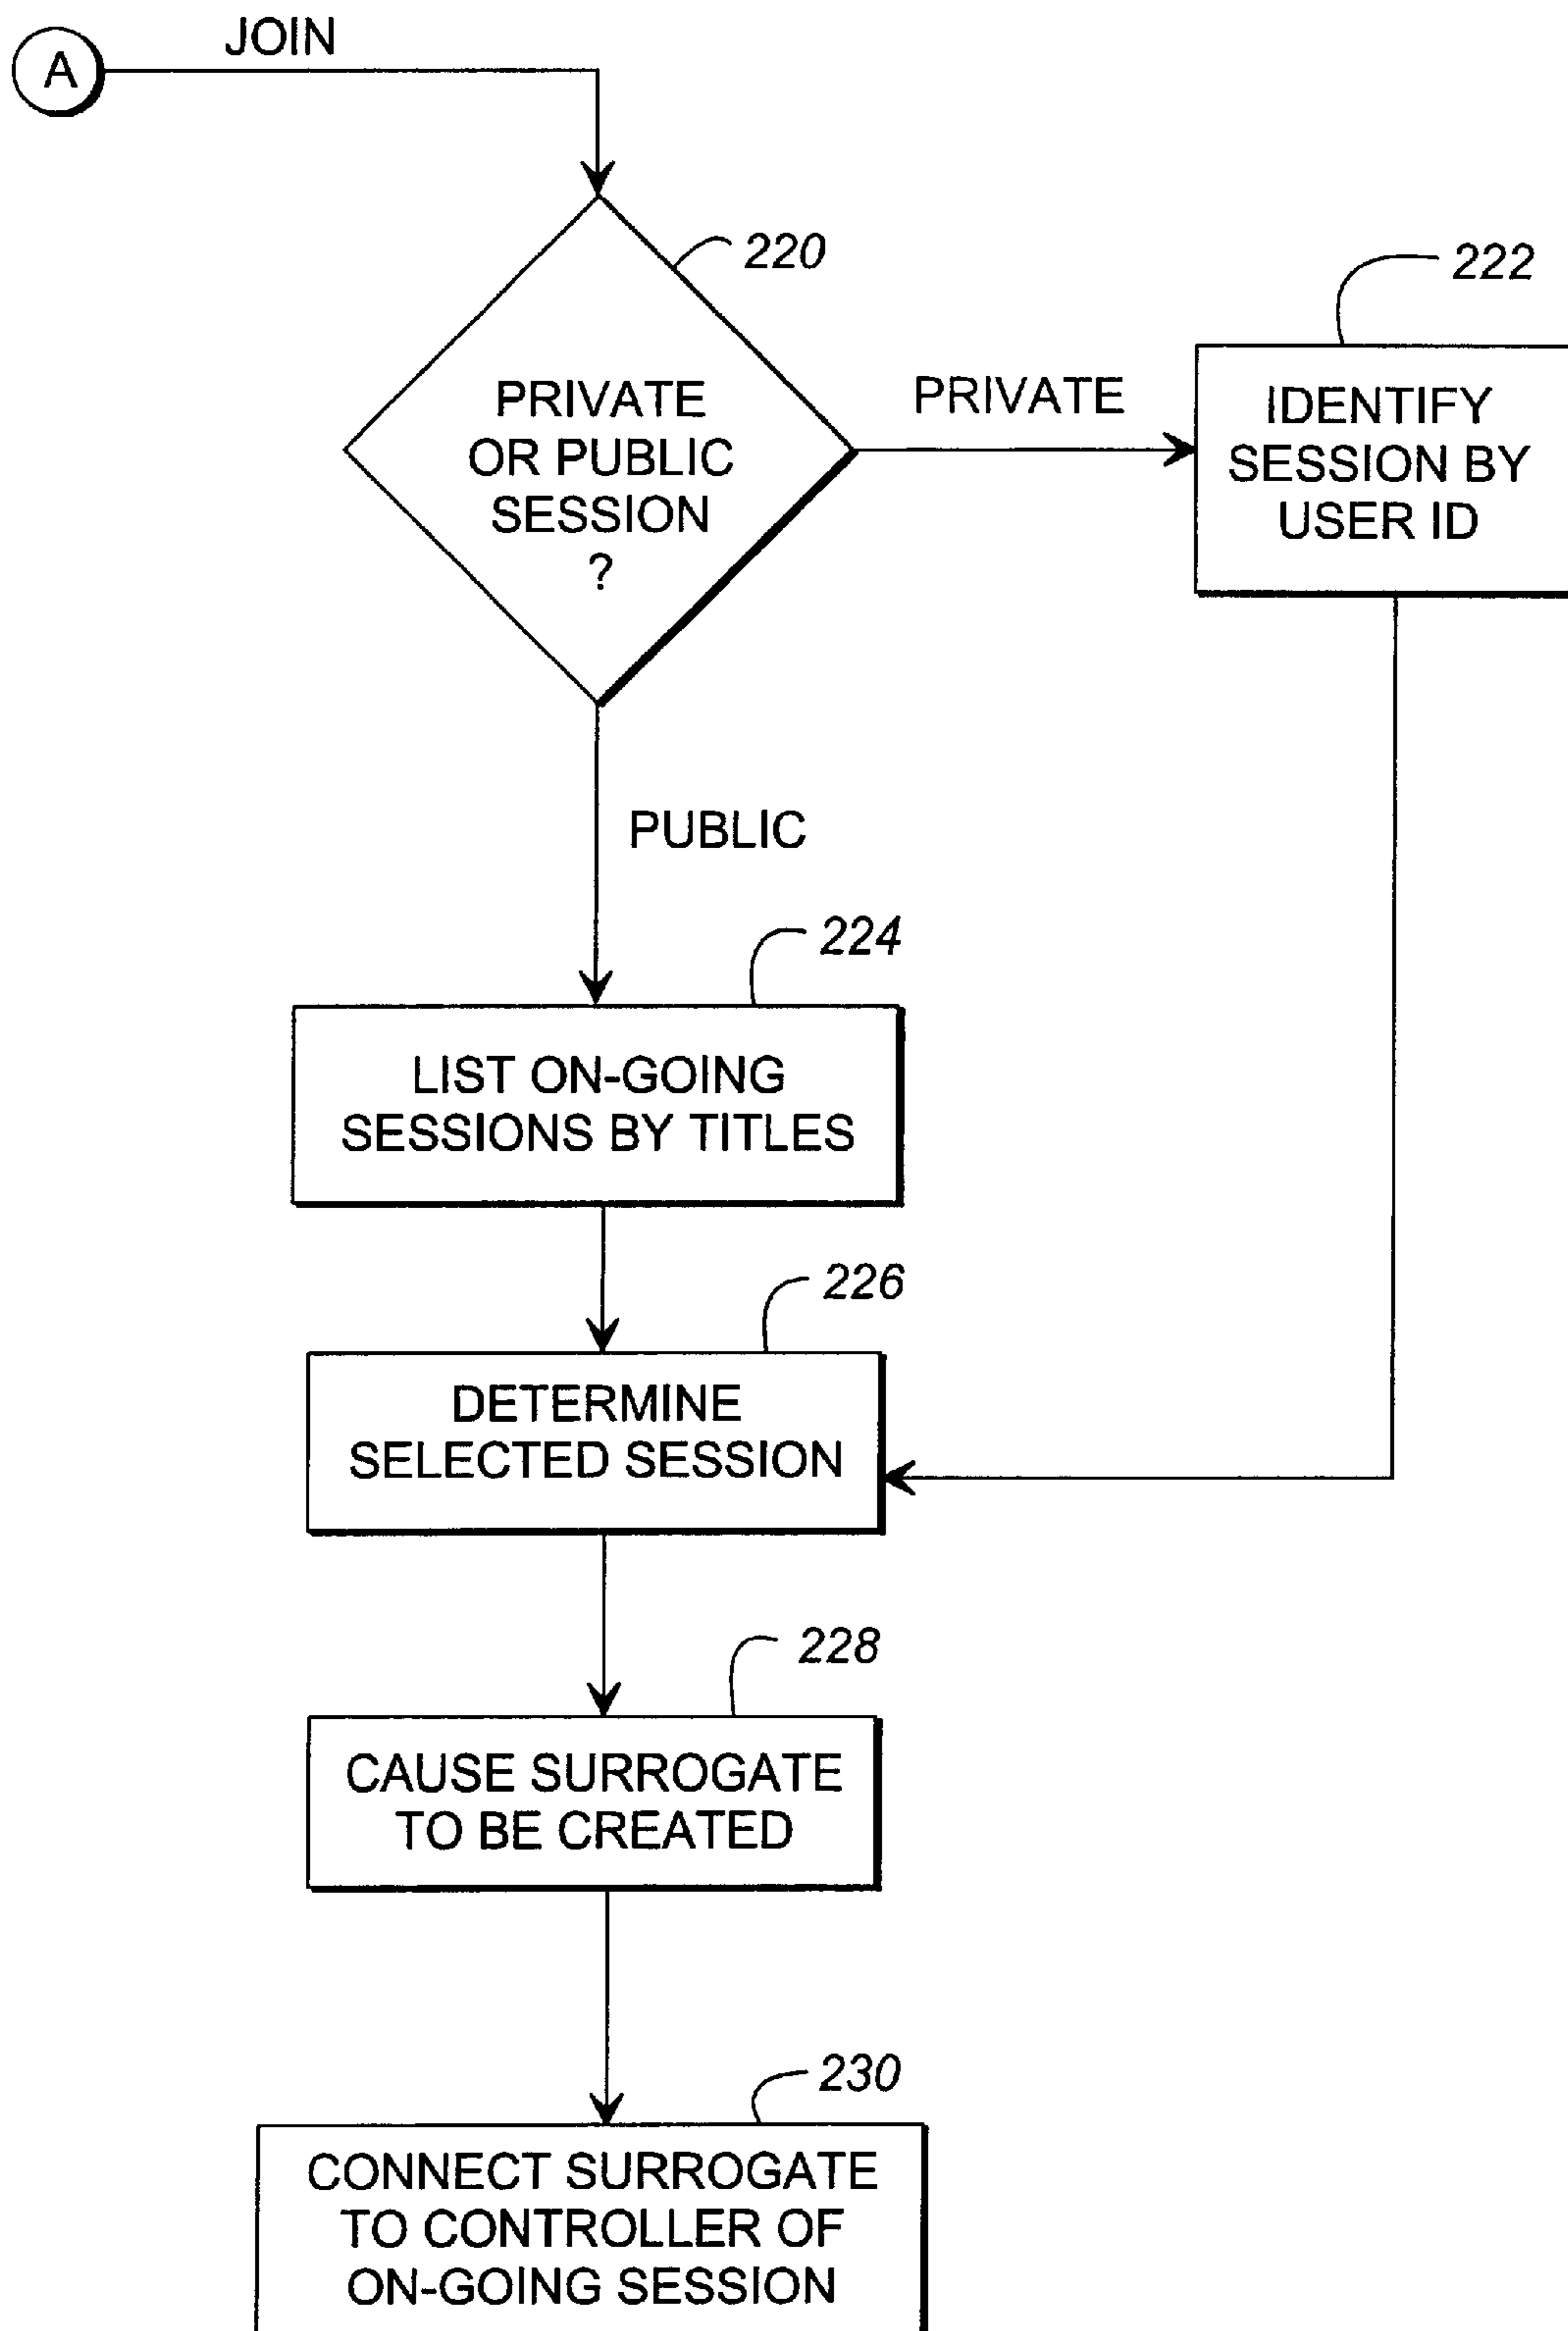 A
JOIN
220
PRIVATE
OR PUBLIC
SESSION
?
PRIVATE
222
IDENTIFY
SESSION BY
USER ID
PUBLIC
224
LIST ON-GOING
SESSIONS BY TITLES
226
DETERMINE
SELECTED SESSION
228
CAUSE SURROGATE
TO BE CREATED
230
CONNECT SURROGATE
TO CONTROLLER OF
ON-GOING SESSION